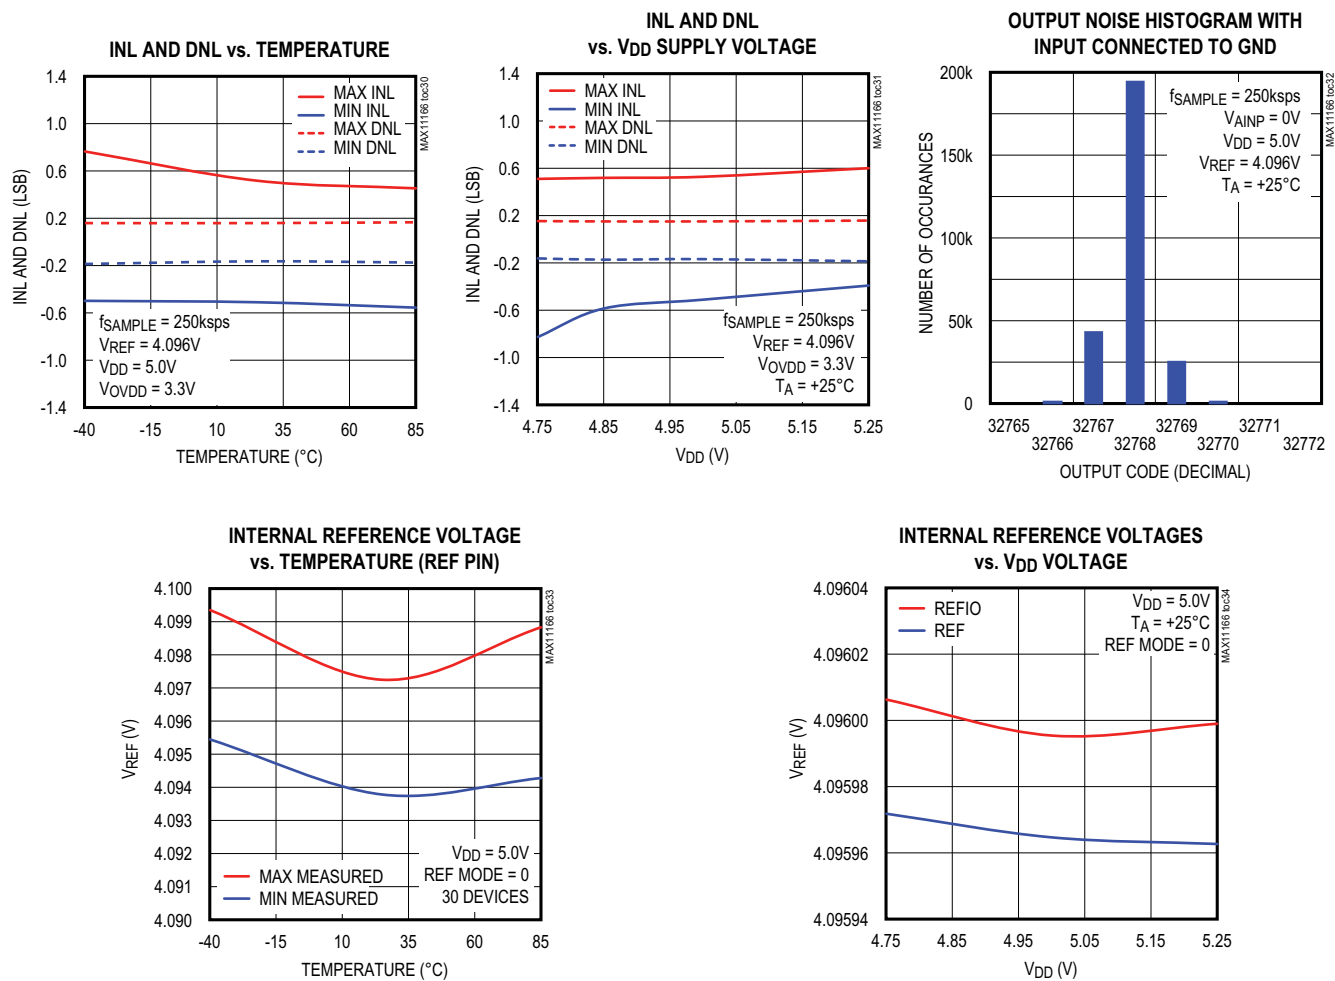 INL AND DNL vs. TEMPERATURE
INL AND DNL (LSB)
1.4
1.0
0.6
0.2
-0.2
-0.6
-1.0
-1.4
MAX INL
MIN INL
MAX DNL
MIN DNL
MAX11166 toc30
fSAMPLE = 250ksps
VREF = 4.096V
VDD = 5.0V
VOVDD = 3.3V
-40 -15 10 35 60 85
TEMPERATURE (°C)
INL AND DNL
vs. VDD SUPPLY VOLTAGE
INL AND DNL (LSB)
1.4
1.0
0.6
0.2
-0.2
-0.6
-1.0
-1.4
MAX INL
MIN INL
MAX DNL
MIN DNL
MAX11166 toc31
fSAMPLE = 250ksps
VREF = 4.096V
VOVDD = 3.3V
TA = +25°C
4.75 4.85 4.95 5.05 5.15 5.25
VDD (V)
OUTPUT NOISE HISTOGRAM WITH
INPUT CONNECTED TO GND
NUMBER OF OCCURANCES
200k
150k
100k
50k
0
fSAMPLE = 250ksps
VAINP = 0V
VDD = 5.0V
VREF = 4.096V
TA = +25°C
MAX11166 toc32
32765 32767 32769 32771
32766 32768 32770 32772
OUTPUT CODE (DECIMAL)
INTERNAL REFERENCE VOLTAGE
vs. TEMPERATURE (REF PIN)
VREF (V)
4.100
4.099
4.098
4.097
4.096
4.095
4.094
4.093
4.092
4.091
4.090
MAX11166 toc33
MAX MEASURED
MIN MEASURED
VDD = 5.0V
REF MODE = 0
30 DEVICES
-40 -15 10 35 60 85
TEMPERATURE (°C)
INTERNAL REFERENCE VOLTAGES
vs. VDD VOLTAGE
VREF (V)
4.09604
4.09602
4.09600
4.09598
4.09596
4.09594
REFIO
REF
VDD = 5.0V
TA = +25°C
REF MODE = 0
MAX11166 toc34
4.75 4.85 4.95 5.05 5.15 5.25
VDD (V)